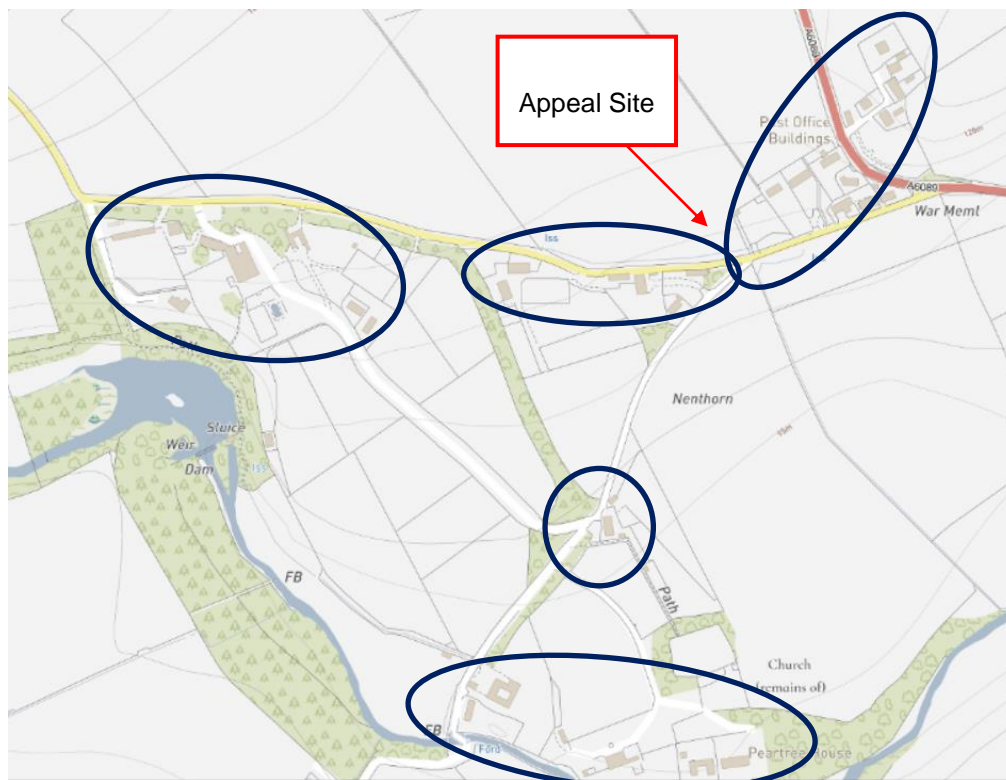 A6089
Appeal Site
Post Office
Buildings
128m
A6089
War Meml
Iss
Nenthorn
Sluice
Weir
Iss
Dam
FB
Path
Church
(remains of)
FB
Ford
Peartree House